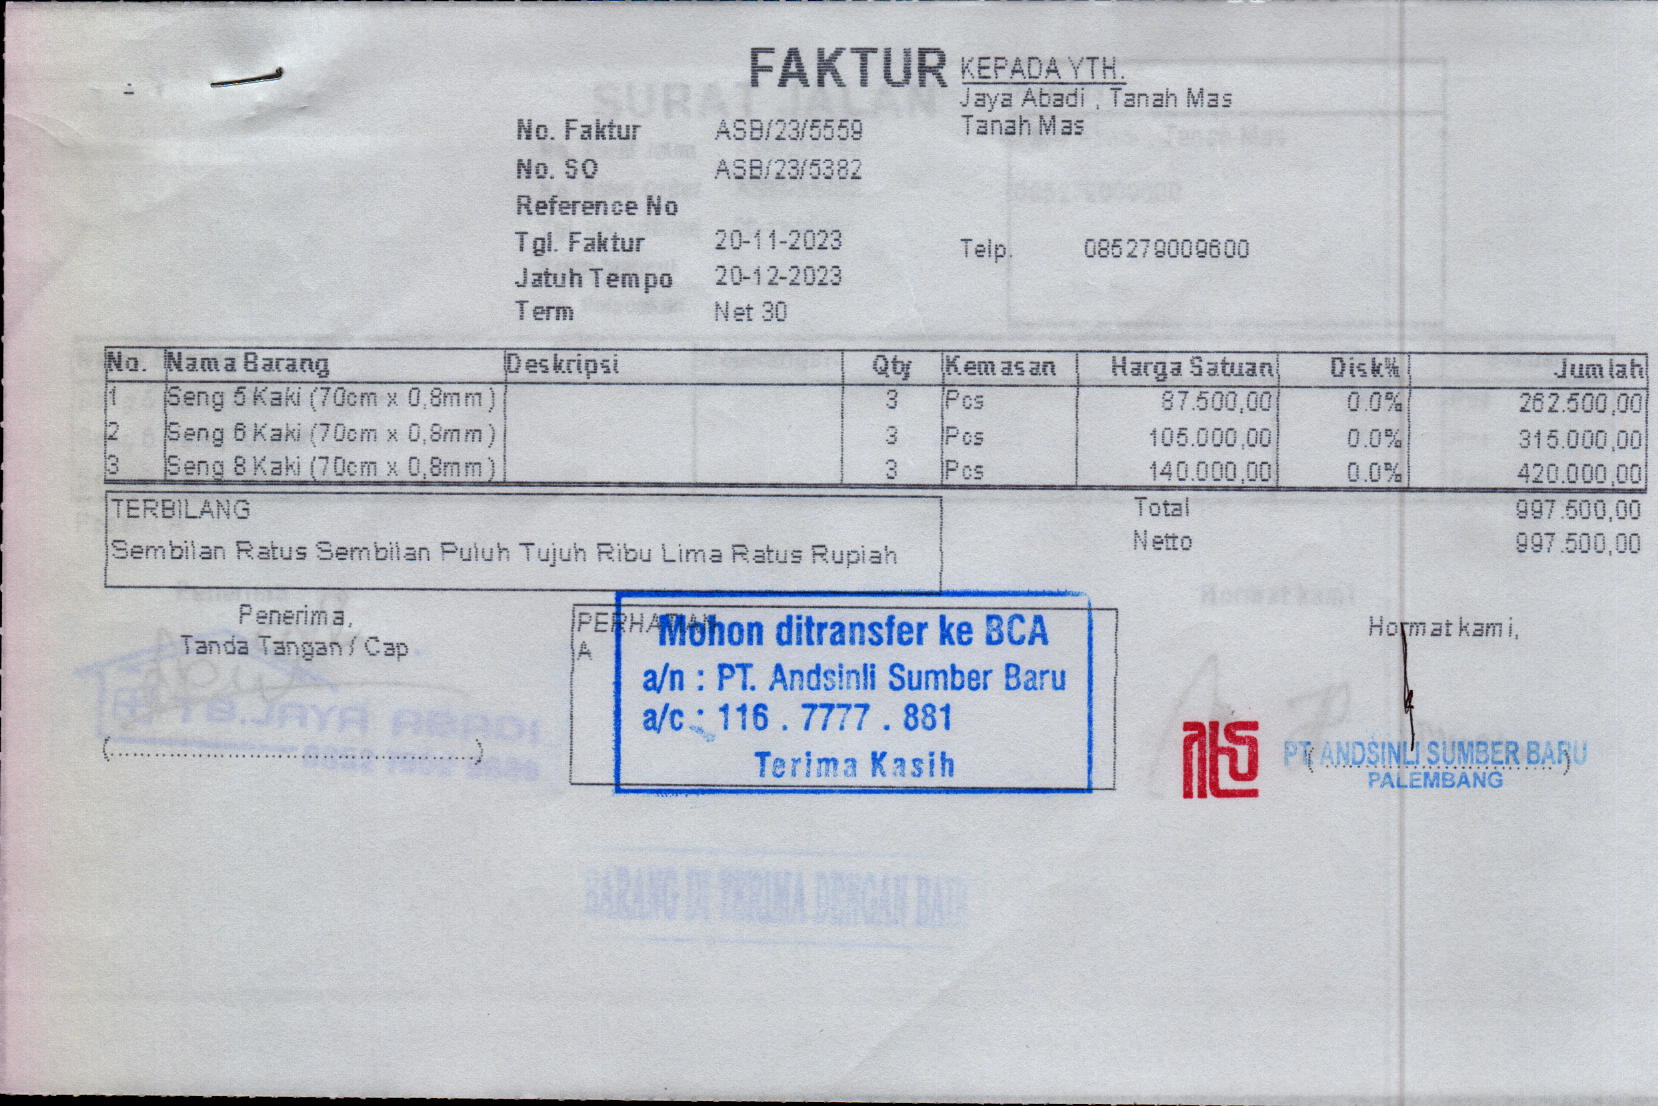 FAKTUR
KEPADA YTH.
Jaya Abadi , Tanah Mas
Tanah Mas
No. Faktur ASB/23/5559
No. SO ASB/23/5382
Reference No
Tgl. Faktur 20-11-2023
Telp. 085279009600
Jatuh Tempo 20-12-2023
Term Net 30
No. Nama Barang Deskripsi Qty Kemasan Harga Satuan Disk% Jumlah
1 Seng 5 Kaki (70cm x 0,8mm) 3 Pcs 87.500,00 0.0% 262.500,00
2 Seng 6 Kaki (70cm x 0,8mm) 3 Pcs 105.000,00 0.0% 315.000,00
3 Seng 8 Kaki (70cm x 0,8mm) 3 Pcs 140.000,00 0.0% 420.000,00
TERBILANG
Sembilan Ratus Sembilan Puluh Tujuh Ribu Lima Ratus Rupiah
Total 997.500,00
Netto 997.500,00
Penerima,
Tanda Tangan / Cap
(........................................................)
Mohon ditransfer ke BCA
a/n : PT. Andsinli Sumber Baru
a/c : 116 . 7777 . 881
Terima Kasih
Hormat kami,
PT ANDSINLI SUMBER BARU
PALEMBANG
SURAT JALAN
BARANG DI TERIMA DENGAN BAIK